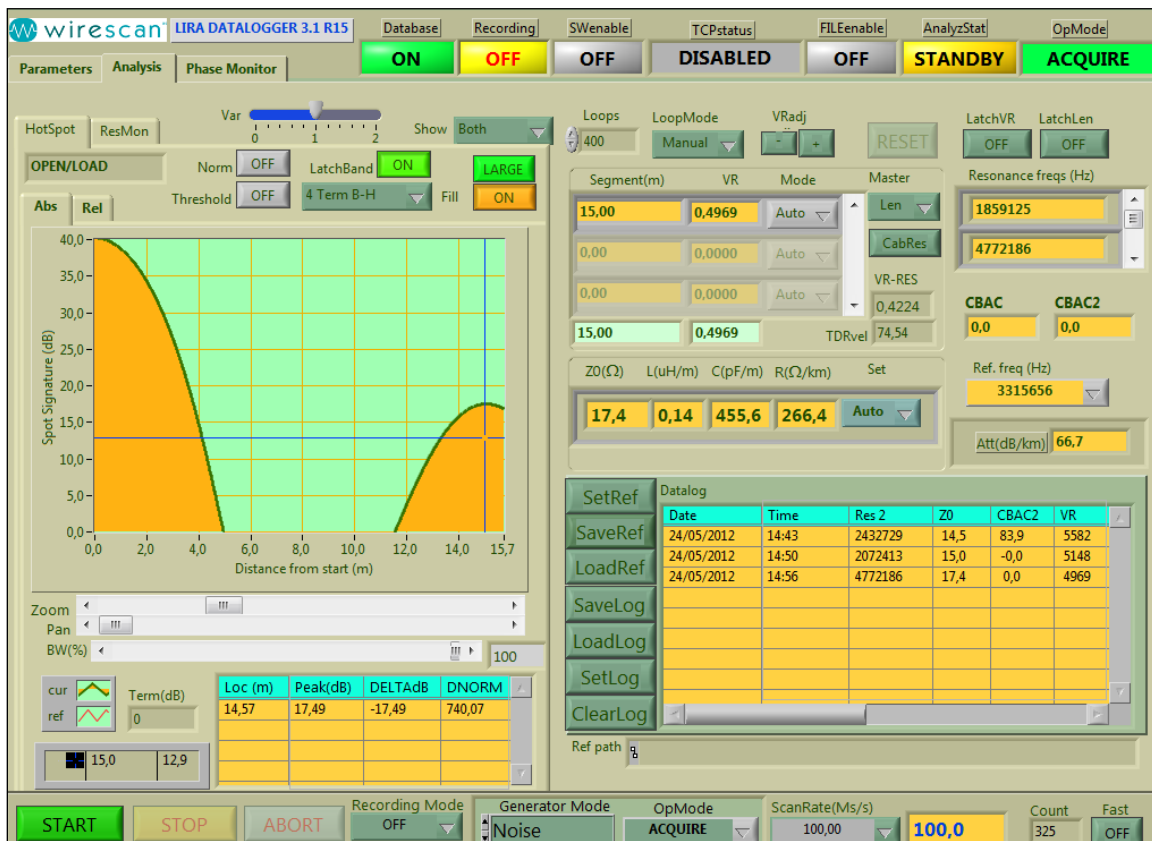 wirescan LIRA DATALOGGER 3.1 R15 Database Recording SWenable TCPstatus FILEenable AnalyzStat OpMode
ON OFF OFF DISABLED OFF STANDBY ACQUIRE
Parameters Analysis Phase Monitor
HotSpot ResMon
Var 0 1 2 Show Both
OPEN/LOAD
Norm OFF LatchBand ON LARGE
Threshold OFF 4 Term B-H Fill ON
Abs Rel
Spot Signature (dB)
40,0
35,0
30,0
25,0
20,0
15,0
10,0
5,0
0,0
0,0 2,0 4,0 6,0 8,0 10,0 12,0 14,0 15,7
Distance from start (m)
Zoom
Pan
BW(%) 100
cur
ref
Term(dB)
0
15,0 12,9
Loc (m) Peak(dB) DELTAdB DNORM
14,57 17,49 -17,49 740,07
Loops LoopMode VRadj
400 Manual - + RESET
LatchVR LatchLen
OFF OFF
Segment(m) VR Mode Master
15,00 0,4969 Auto Len
0,00 0,0000 Auto CabRes
0,00 0,0000 Auto
VR-RES
0,4224
15,00 0,4969 TDRvel 74,54
Resonance freqs (Hz)
1859125
4772186
CBAC CBAC2
0,0 0,0
Z0(Ω) L(uH/m) C(pF/m) R(Ω/km) Set
17,4 0,14 455,6 266,4 Auto
Ref. freq (Hz)
3315656
Att(dB/km) 66,7
SetRef
SaveRef
LoadRef
SaveLog
LoadLog
SetLog
ClearLog
Datalog
Date Time Res 2 Z0 CBAC2 VR
24/05/2012 14:43 2432729 14,5 83,9 5582
24/05/2012 14:50 2072413 15,0 -0,0 5148
24/05/2012 14:56 4772186 17,4 0,0 4969
Ref path
START STOP ABORT
Recording Mode
OFF
Generator Mode
Noise
OpMode
ACQUIRE
ScanRate(Ms/s)
100,00 100,0
Count
325
Fast
OFF